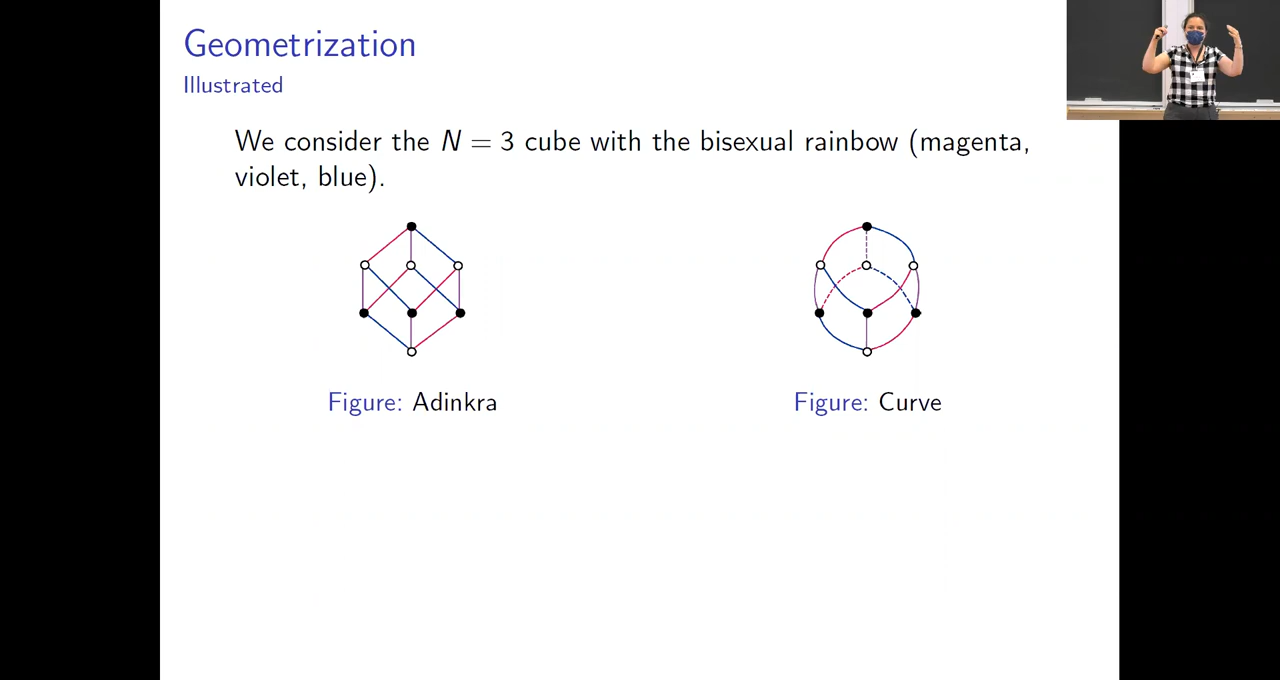 Geometrization
Illustrated
We consider the N = 3 cube with the bisexual rainbow (magenta,
violet, blue).
Figure: Adinkra
Figure: Curve